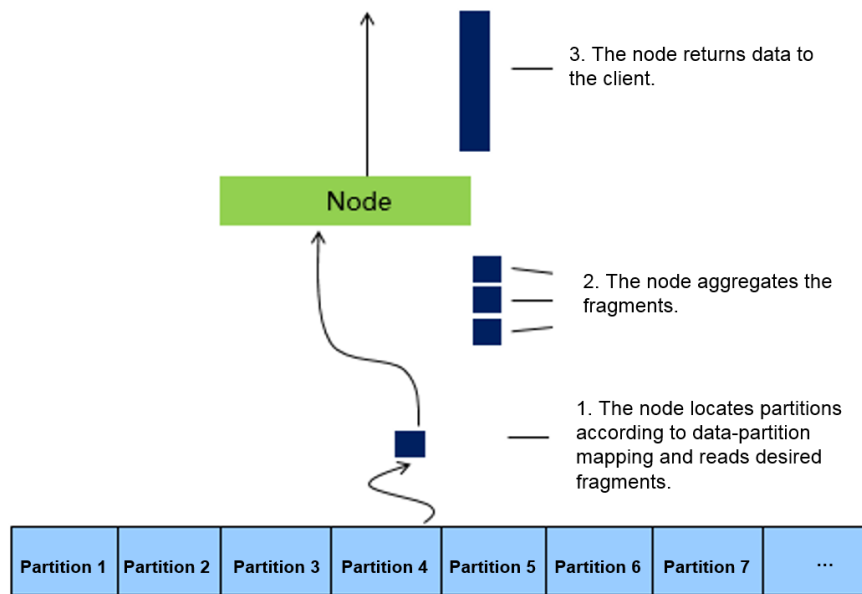 3. The node returns data to
the client.
Node
2. The node aggregates the
fragments.
1. The node locates partitions
according to data-partition
mapping and reads desired
fragments.
Partition 1 Partition 2 Partition 3 Partition 4 Partition 5 Partition 6 Partition 7 ...